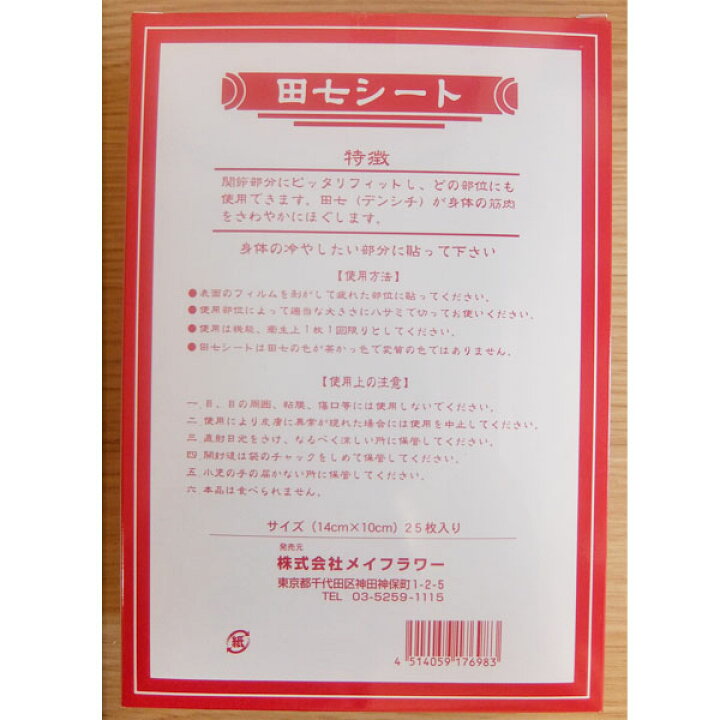 田七シート
特徴
関節部分にピッタリフィットし、どの部位にも
使用できます。田七（デンシチ）が身体の筋肉
をさわやかにほぐします。
身体の冷やしたい部分に貼って下さい
【使用方法】
●表面のフィルムを剥がして疲れた部位に貼ってください。
●使用部位によって適当な大きさにハサミで切ってお使いください。
●使用は機能、衛生上1枚1回限りとしてください。
●田七シートは田七の色が茶かっ色で変質の色ではありません。
【使用上の注意】
一 目、目の周囲、粘膜、傷口等には使用しないでください。
二 使用により皮膚に異常が現れた場合には使用を中止してください。
三 直射日光をさけ、なるべく涼しい所に保管してください。
四 開封後は袋のチャックをしめて保管してください。
五 小児の手の届かない所に保管してください。
六 本品は食べられません。
サイズ（14cm×10cm）25枚入り
発売元
株式会社メイフラワー
東京都千代田区神田神保町1-2-5
TEL 03-5259-1115
紙
4 514059 176983